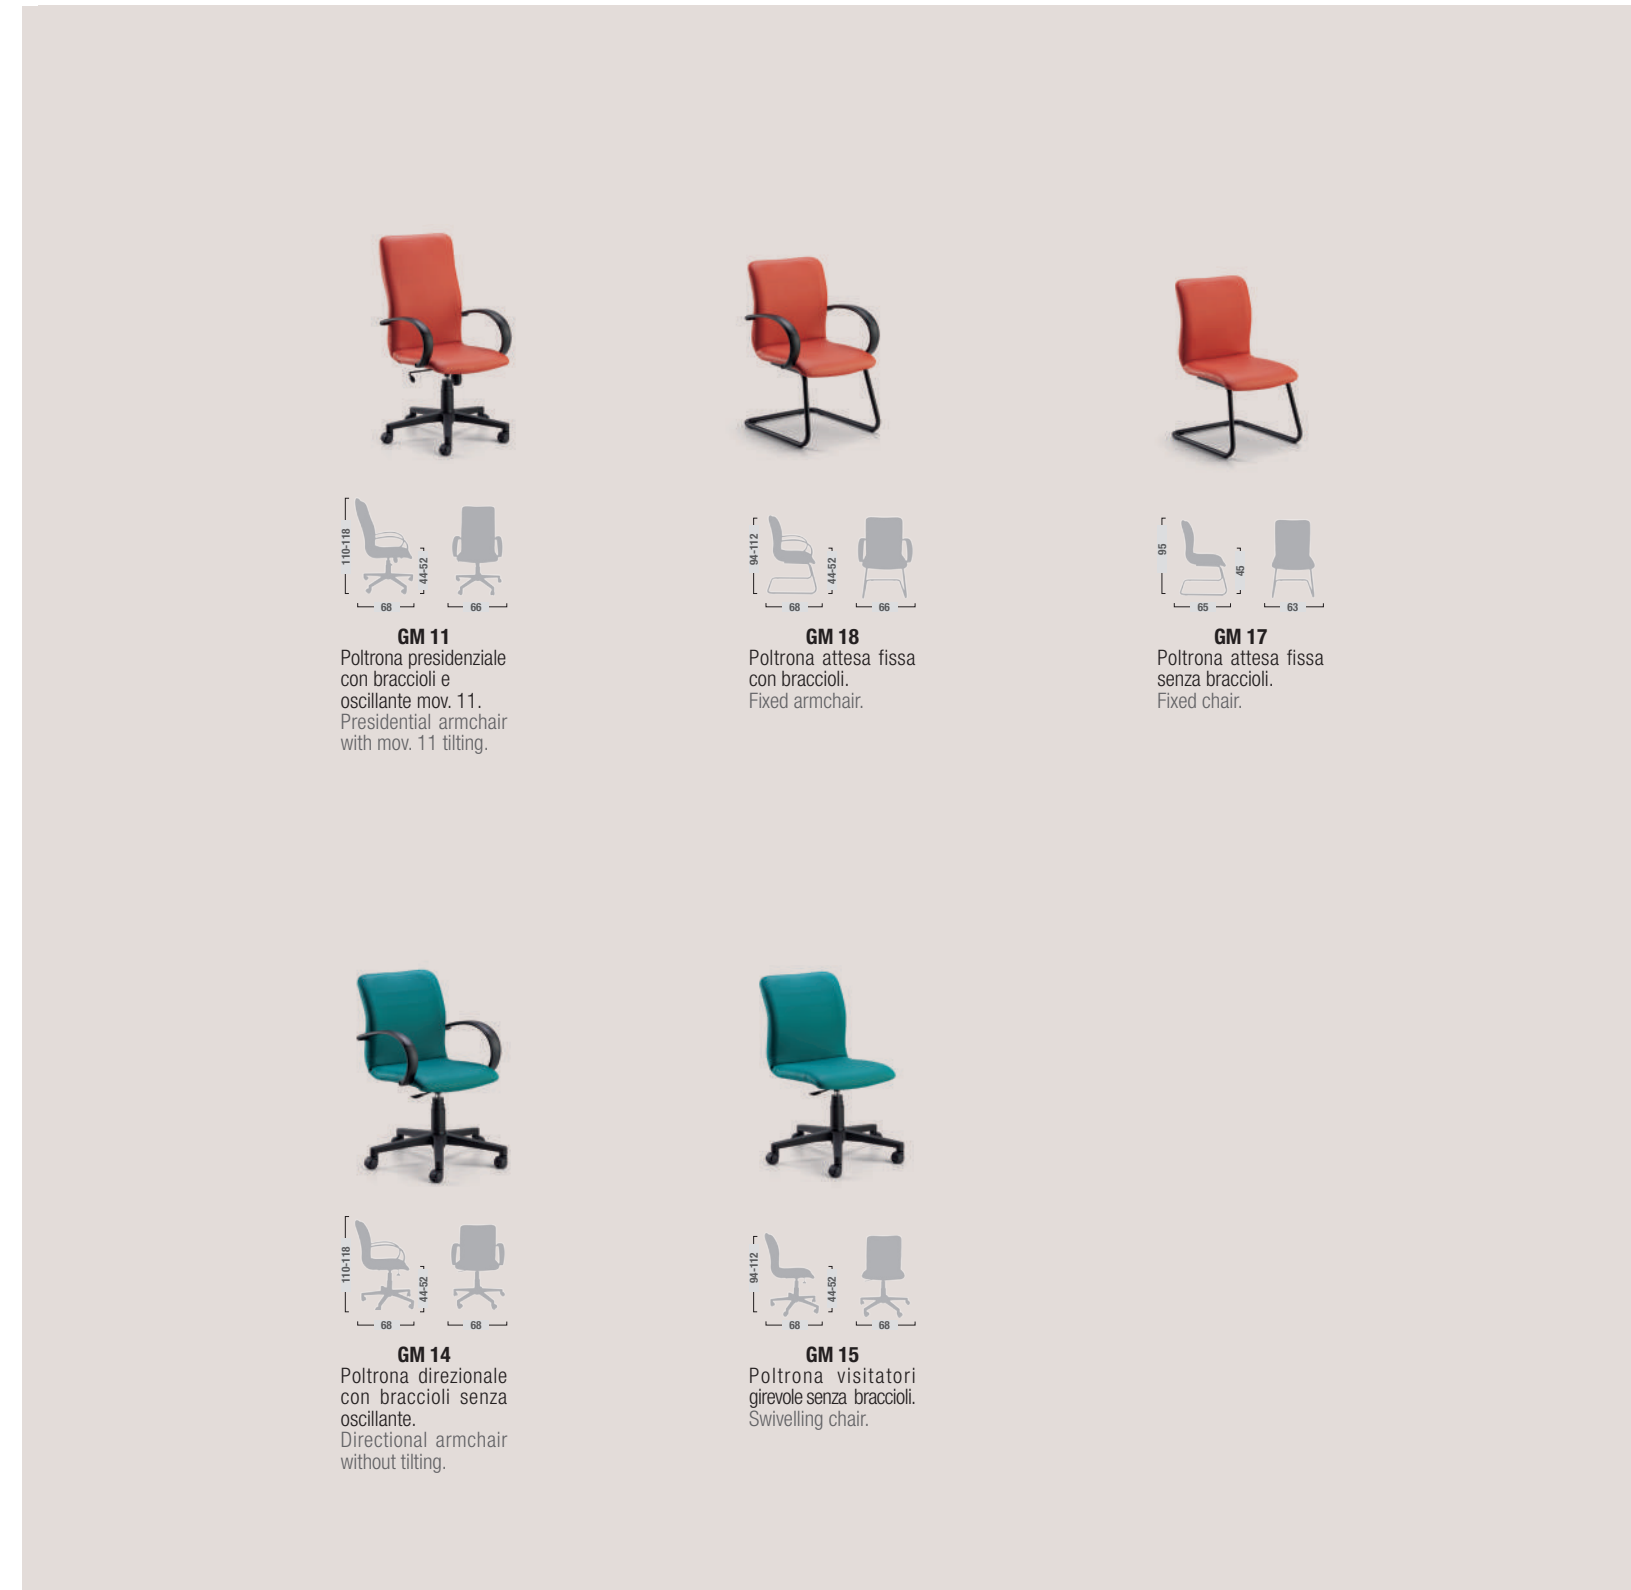 110-118
44-52
68
66
GM 11
Poltrona presidenziale
con braccioli e
oscillante mov. 11.
Presidential armchair
with mov. 11 tilting.
94-112
44-52
68
66
GM 18
Poltrona attesa fissa
con braccioli.
Fixed armchair.
95
45
65
63
GM 17
Poltrona attesa fissa
senza braccioli.
Fixed chair.
110-118
44-52
68
68
GM 14
Poltrona direzionale
con braccioli senza
oscillante.
Directional armchair
without tilting.
94-112
44-52
68
68
GM 15
Poltrona visitatori
girevole senza braccioli.
Swivelling chair.